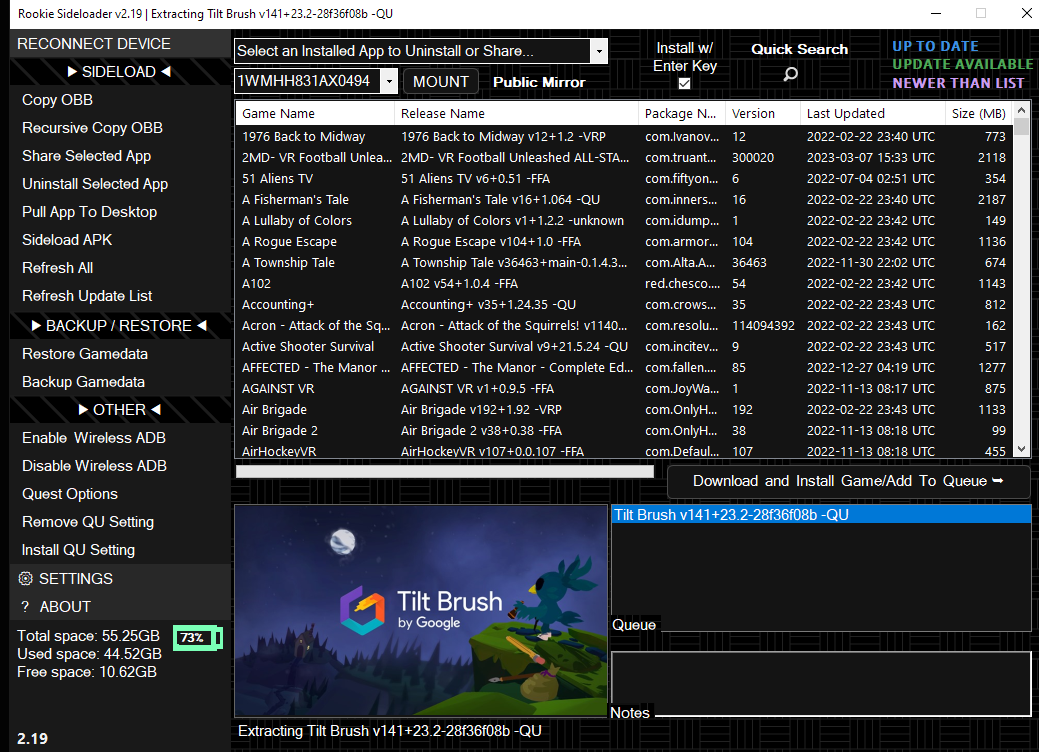 Rookie Sideloader v2.19 | Extracting Tilt Brush v141+23.2-28f36f08b -QU
RECONNECT DEVICE
▶ SIDELOAD ◀
Copy OBB
Recursive Copy OBB
Share Selected App
Uninstall Selected App
Pull App To Desktop
Sideload APK
Refresh All
Refresh Update List
▶ BACKUP / RESTORE ◀
Restore Gamedata
Backup Gamedata
▶ OTHER ◀
Enable Wireless ADB
Disable Wireless ADB
Quest Options
Remove QU Setting
Install QU Setting
SETTINGS
? ABOUT
Total space: 55.25GB
73%
Used space: 44.52GB
Free space: 10.62GB
2.19
Select an Installed App to Uninstall or Share...
1WMHH831AX0494
MOUNT
Public Mirror
Install w/
Enter Key
Quick Search
UP TO DATE
UPDATE AVAILABLE
NEWER THAN LIST
Game Name Release Name Package N... Version Last Updated Size (MB)
1976 Back to Midway 1976 Back to Midway v12+1.2 -VRP com.Ivanov... 12 2022-02-22 23:40 UTC 773
2MD- VR Football Unlea... 2MD- VR Football Unleashed ALL-STA... com.truant... 300020 2023-03-07 15:33 UTC 2118
51 Aliens TV 51 Aliens TV v6+0.51 -FFA com.fiftyon... 6 2022-07-04 02:51 UTC 354
A Fisherman's Tale A Fisherman's Tale v16+1.064 -QU com.inners... 16 2022-02-22 23:40 UTC 2187
A Lullaby of Colors A Lullaby of Colors v1+1.2.2 -unknown com.idump... 1 2022-02-22 23:42 UTC 149
A Rogue Escape A Rogue Escape v104+1.0 -FFA com.armor... 104 2022-02-22 23:42 UTC 1136
A Township Tale A Township Tale v36463+main-0.1.4.3... com.Alta.A... 36463 2022-11-30 22:02 UTC 674
A102 A102 v54+1.0.4 -FFA red.chesco.... 54 2022-02-22 23:42 UTC 1143
Accounting+ Accounting+ v35+1.24.35 -QU com.crows... 35 2022-02-22 23:43 UTC 812
Acron - Attack of the Sq... Acron - Attack of the Squirrels! v1140... com.resolu... 114094392 2022-02-22 23:43 UTC 162
Active Shooter Survival Active Shooter Survival v9+21.5.24 -QU com.incitev... 9 2022-02-22 23:43 UTC 517
AFFECTED - The Manor ... AFFECTED - The Manor - Complete Ed... com.fallen.... 85 2022-12-27 04:19 UTC 1277
AGAINST VR AGAINST VR v1+0.9.5 -FFA com.JoyWa... 1 2022-11-13 08:17 UTC 875
Air Brigade Air Brigade v192+1.92 -VRP com.OnlyH... 192 2022-02-22 23:43 UTC 1133
Air Brigade 2 Air Brigade 2 v38+0.38 -FFA com.OnlyH... 38 2022-11-13 08:18 UTC 99
AirHockeyVR AirHockeyVR v107+0.0.107 -FFA com.Defaul... 107 2022-11-13 08:18 UTC 455
Download and Install Game/Add To Queue ➥
Tilt Brush
by Google
Tilt Brush v141+23.2-28f36f08b -QU
Queue
Notes
Extracting Tilt Brush v141+23.2-28f36f08b -QU